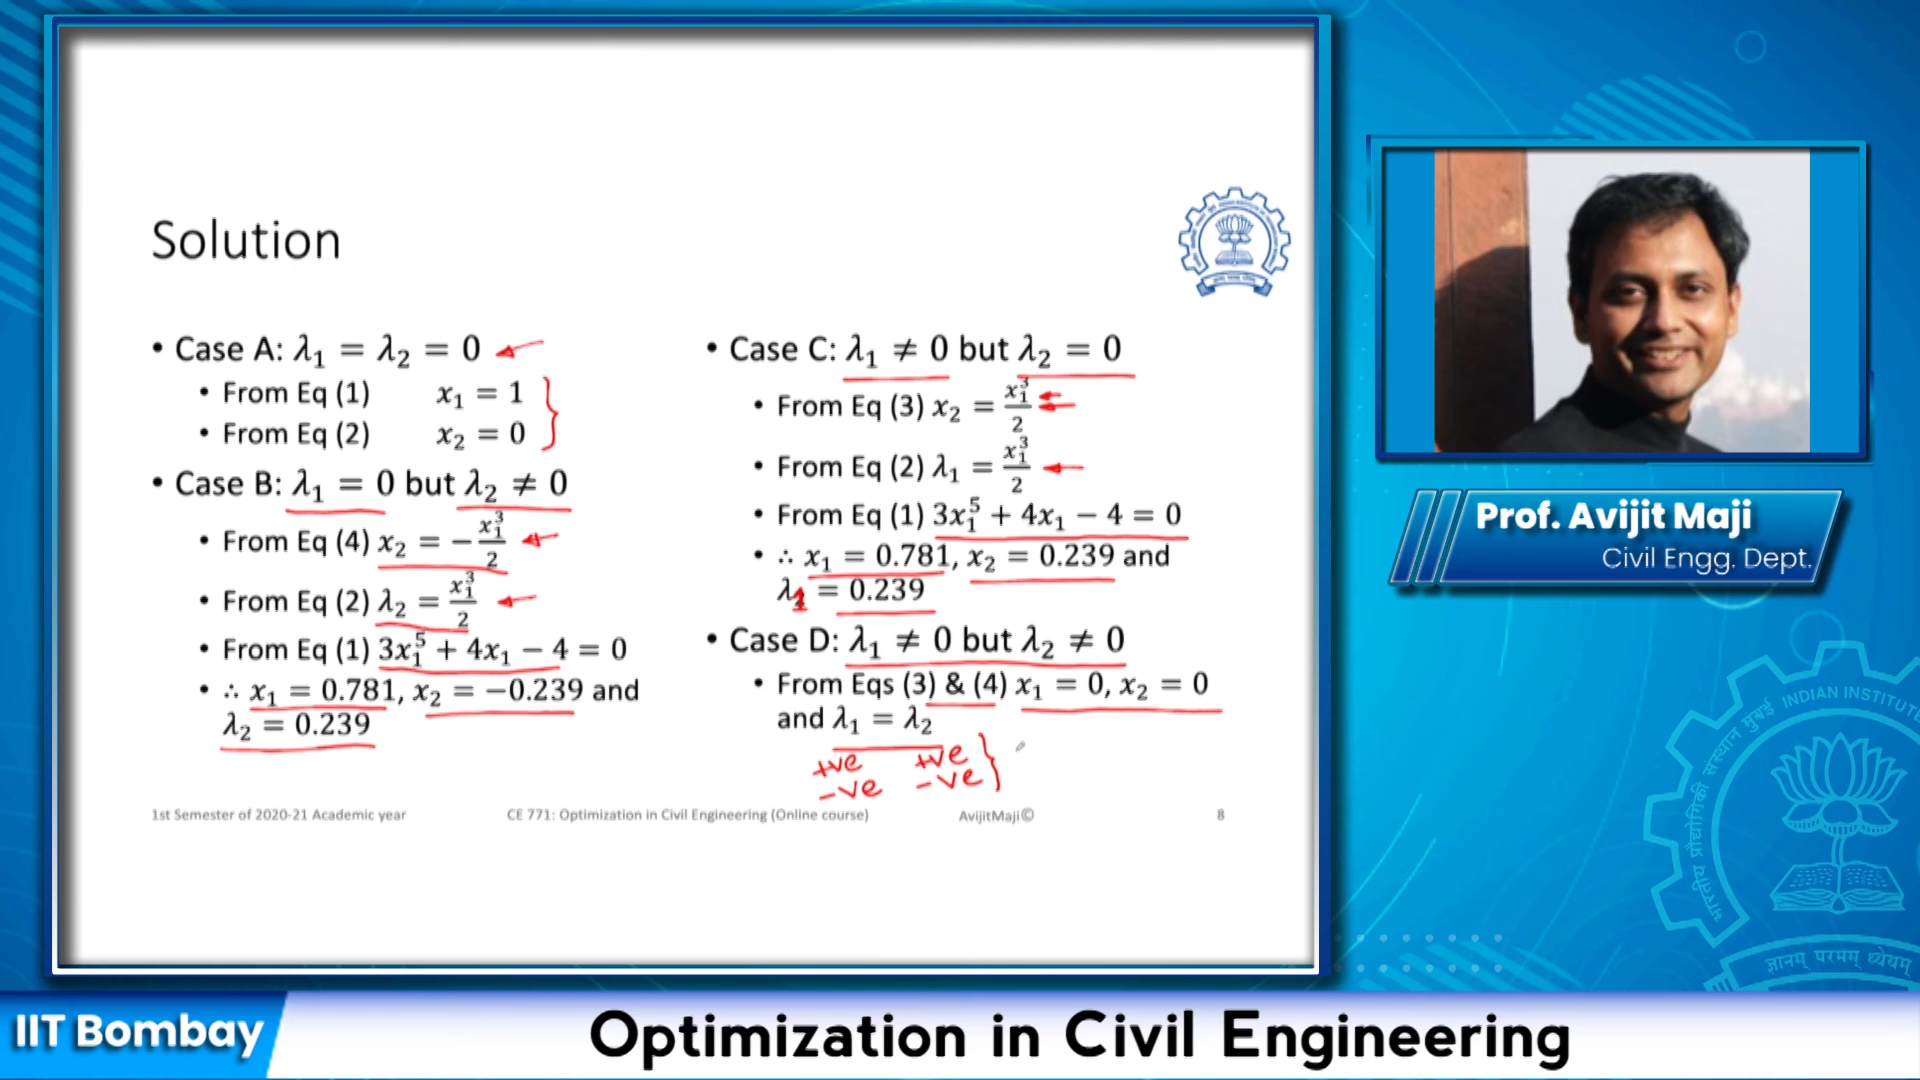 Solution
• Case A: λ₁ = λ₂ = 0
• From Eq (1) x₁ = 1
• From Eq (2) x₂ = 0
• Case B: λ₁ = 0 but λ₂ ≠ 0
• From Eq (4) x₂ = −x₁³/2
• From Eq (2) λ₂ = x₁³/2
• From Eq (1) 3x₁⁵ + 4x₁ − 4 = 0
• ∴ x₁ = 0.781, x₂ = −0.239 and
λ₂ = 0.239
• Case C: λ₁ ≠ 0 but λ₂ = 0
• From Eq (3) x₂ = x₁³/2
• From Eq (2) λ₁ = x₁³/2
• From Eq (1) 3x₁⁵ + 4x₁ − 4 = 0
• ∴ x₁ = 0.781, x₂ = 0.239 and
λ₁ = 0.239
• Case D: λ₁ ≠ 0 but λ₂ ≠ 0
• From Eqs (3) & (4) x₁ = 0, x₂ = 0
and λ₁ = λ₂
+ve +ve
-ve -ve
1st Semester of 2020-21 Academic year CE 771: Optimization in Civil Engineering (Online course) AvijitMaji© 8
Prof. Avijit Maji
Civil Engg. Dept.
INDIAN INSTITUTE
भारतीय प्रौद्योगिकी संस्थान मुंबई
ज्ञानम् परमम् ध्येयम्
IIT Bombay
Optimization in Civil Engineering